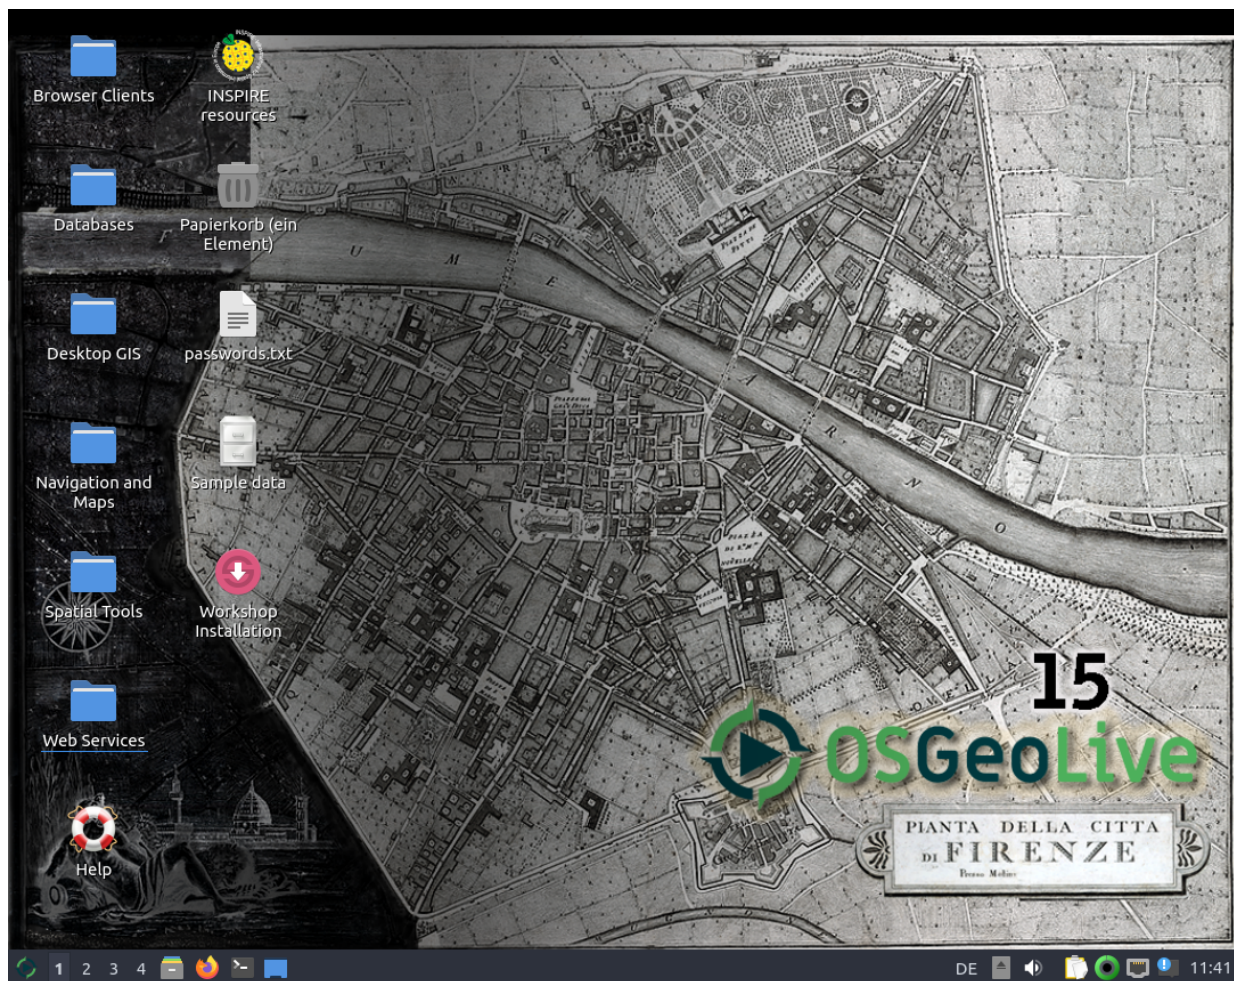 Browser Clients
INSPIRE
resources
Databases
Papierkorb (ein
Element)
Desktop GIS
passwords.txt
Navigation and
Maps
Sample data
Spatial Tools
Workshop
Installation
Web Services
Help
F I U M E
A R N O
PIAZZA
15
OSGeoLive
PIANTA DELLA CITTA
DI FIRENZE
1 2 3 4
DE
11:41